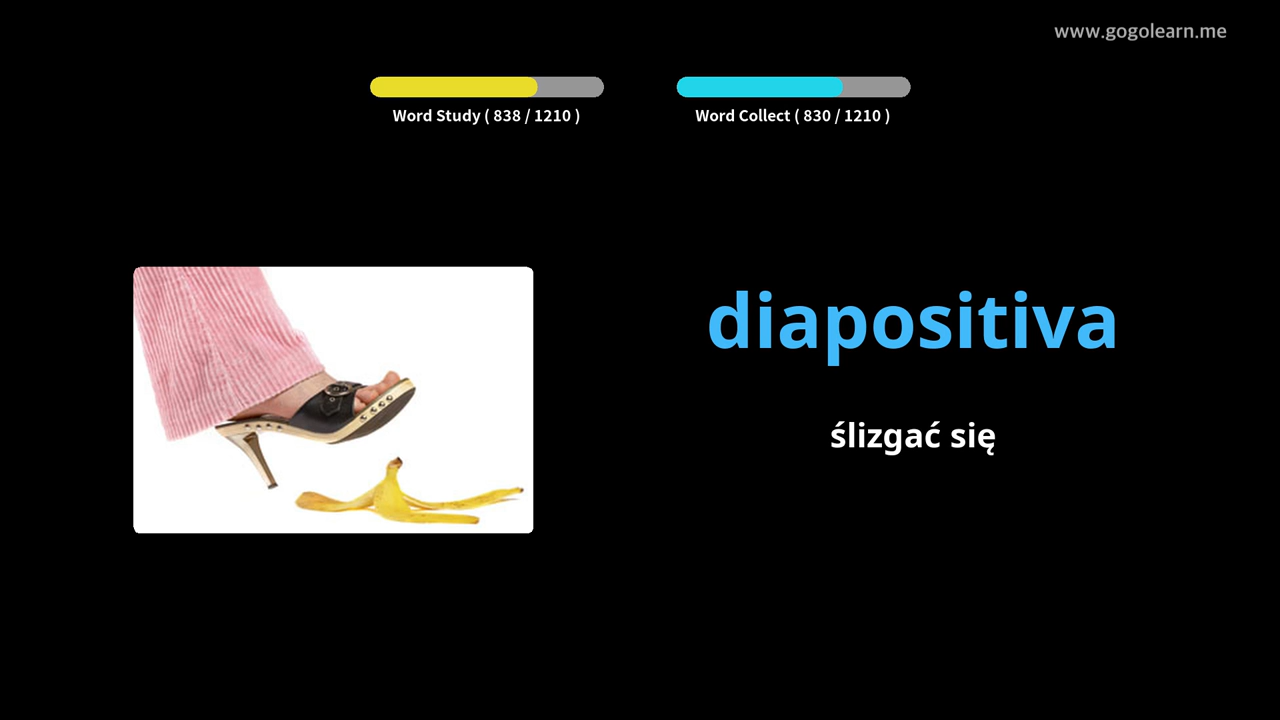 www.gogolearn.me
Word Study ( 838 / 1210 )
Word Collect ( 830 / 1210 )
diapositiva
ślizgać się